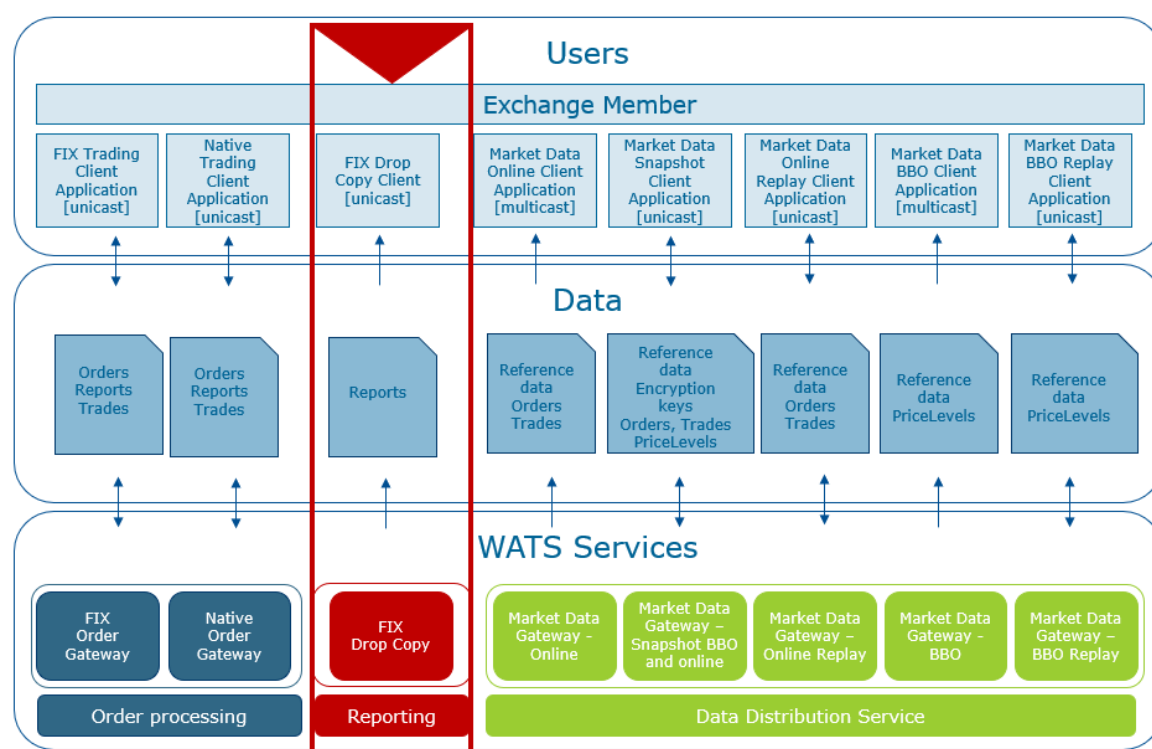 Users
Exchange Member
FIX Trading
Client
Application
[unicast]
Native
Trading
Client
Application
[unicast]
FIX Drop
Copy Client
[unicast]
Market Data
Online Client
Application
[multicast]
Market Data
Snapshot
Client
Application
[unicast]
Market Data
Online
Replay Client
Application
[unicast]
Market Data
BBO Client
Application
[multicast]
Market Data
BBO Replay
Client
Application
[unicast]
Data
Orders
Reports
Trades
Orders
Reports
Trades
Reports
Reference
data
Orders
Trades
Reference
data
Encryption
keys
Orders, Trades
PriceLevels
Reference
data
Orders
Trades
Reference
data
PriceLevels
Reference
data
PriceLevels
WATS Services
FIX
Order
Gateway
Native
Order
Gateway
FIX
Drop Copy
Market Data
Gateway -
Online
Market Data
Gateway –
Snapshot BBO
and online
Market Data
Gateway –
Online Replay
Market Data
Gateway -
BBO
Market Data
Gateway –
BBO Replay
Order processing
Reporting
Data Distribution Service